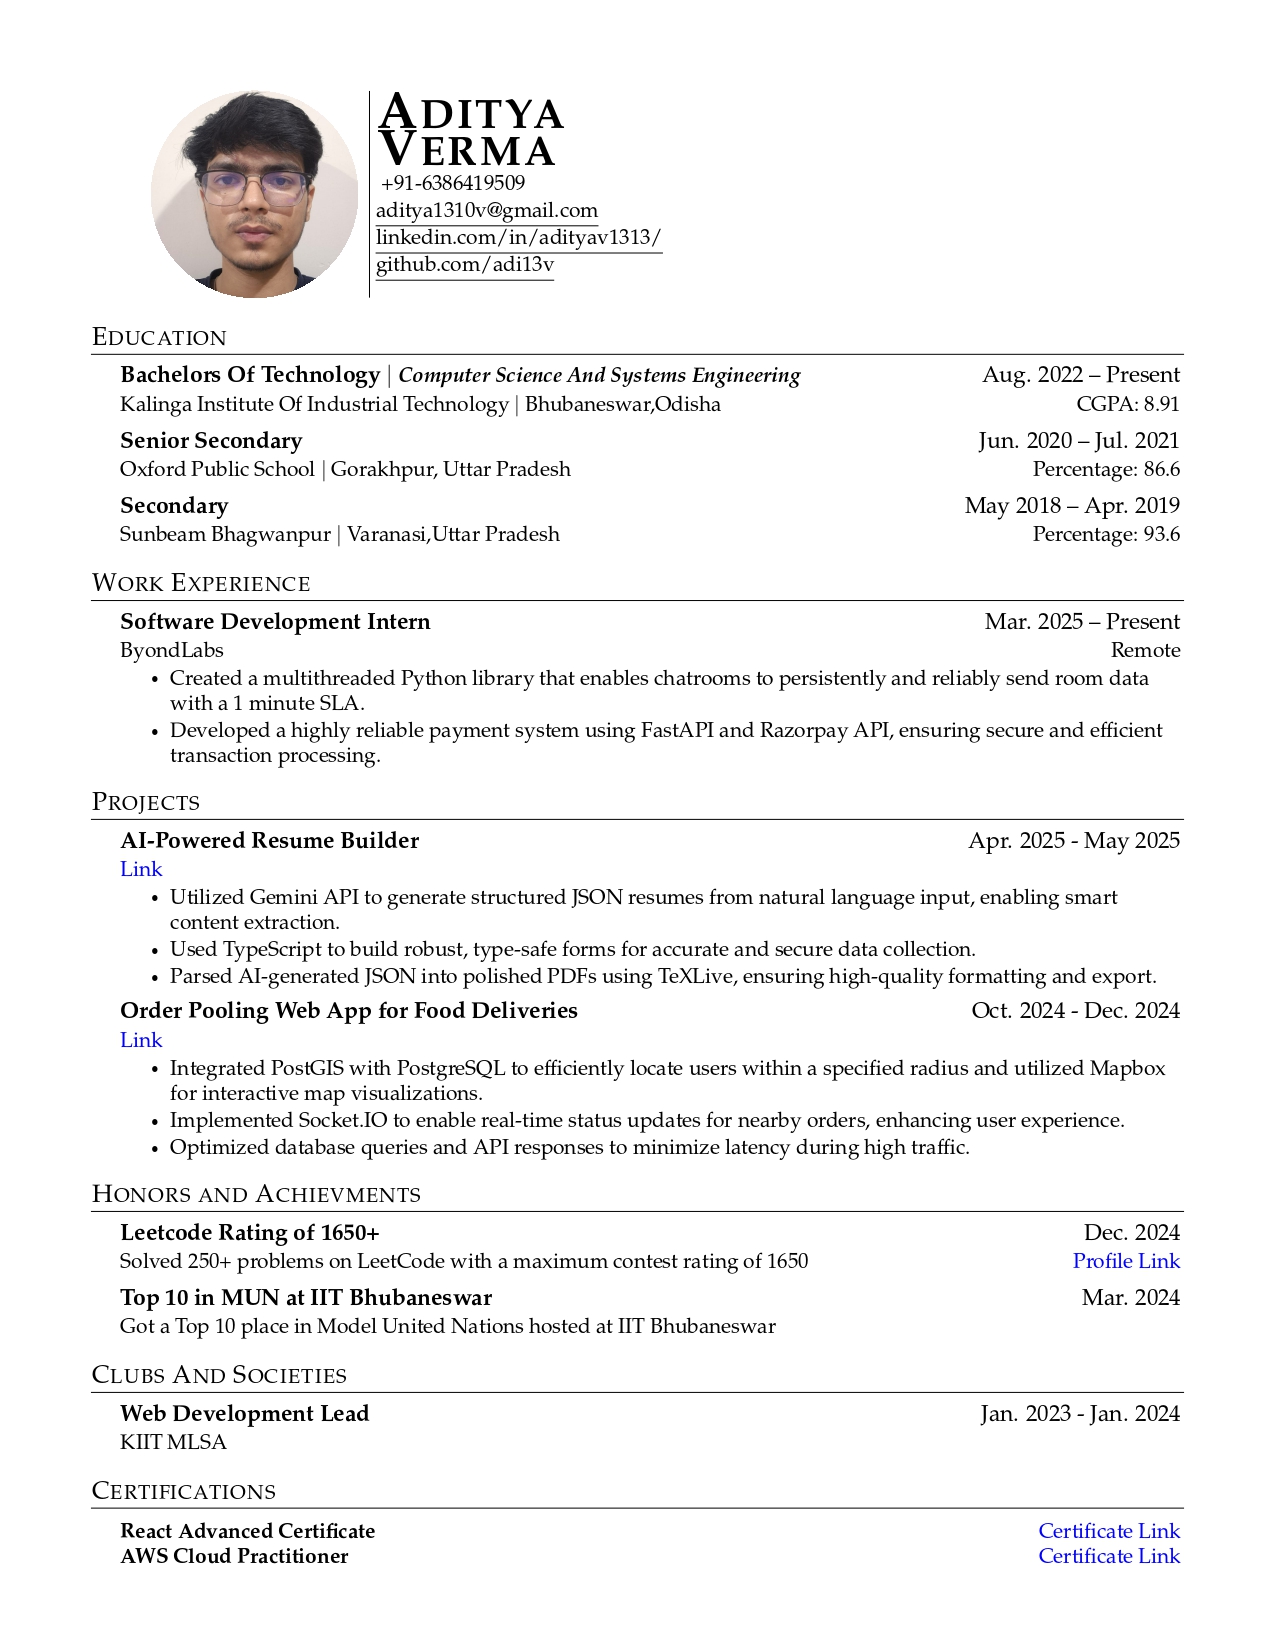 ADITYA
VERMA
+91-6386419509
aditya1310v@gmail.com
linkedin.com/in/adityav1313/
github.com/adi13v
EDUCATION
Bachelors Of Technology | Computer Science And Systems Engineering Aug. 2022 – Present
Kalinga Institute Of Industrial Technology | Bhubaneswar,Odisha CGPA: 8.91
Senior Secondary Jun. 2020 – Jul. 2021
Oxford Public School | Gorakhpur, Uttar Pradesh Percentage: 86.6
Secondary May 2018 – Apr. 2019
Sunbeam Bhagwanpur | Varanasi,Uttar Pradesh Percentage: 93.6
WORK EXPERIENCE
Software Development Intern Mar. 2025 – Present
ByondLabs Remote
• Created a multithreaded Python library that enables chatrooms to persistently and reliably send room data
with a 1 minute SLA.
• Developed a highly reliable payment system using FastAPI and Razorpay API, ensuring secure and efficient
transaction processing.
PROJECTS
AI-Powered Resume Builder Apr. 2025 - May 2025
Link
• Utilized Gemini API to generate structured JSON resumes from natural language input, enabling smart
content extraction.
• Used TypeScript to build robust, type-safe forms for accurate and secure data collection.
• Parsed AI-generated JSON into polished PDFs using TeXLive, ensuring high-quality formatting and export.
Order Pooling Web App for Food Deliveries Oct. 2024 - Dec. 2024
Link
• Integrated PostGIS with PostgreSQL to efficiently locate users within a specified radius and utilized Mapbox
for interactive map visualizations.
• Implemented Socket.IO to enable real-time status updates for nearby orders, enhancing user experience.
• Optimized database queries and API responses to minimize latency during high traffic.
HONORS AND ACHIEVMENTS
Leetcode Rating of 1650+ Dec. 2024
Solved 250+ problems on LeetCode with a maximum contest rating of 1650 Profile Link
Top 10 in MUN at IIT Bhubaneswar Mar. 2024
Got a Top 10 place in Model United Nations hosted at IIT Bhubaneswar
CLUBS AND SOCIETIES
Web Development Lead Jan. 2023 - Jan. 2024
KIIT MLSA
CERTIFICATIONS
React Advanced Certificate Certificate Link
AWS Cloud Practitioner Certificate Link